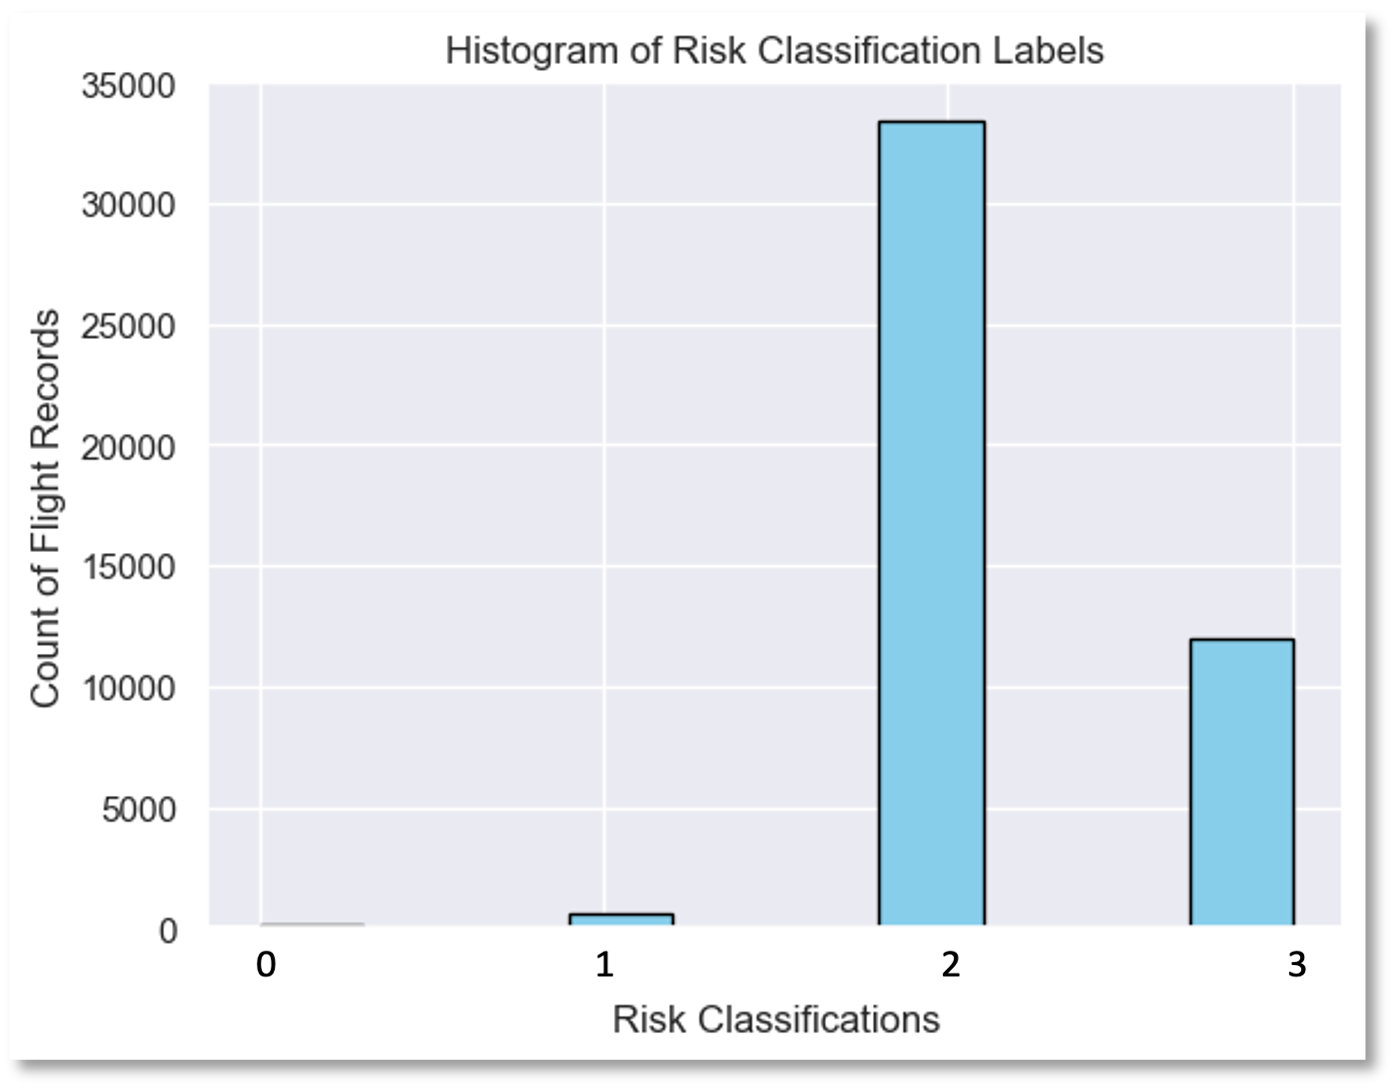 Histogram of Risk Classification Labels
35000
30000
25000
20000
15000
10000
5000
0
Count of Flight Records
0 1 2 3
Risk Classifications